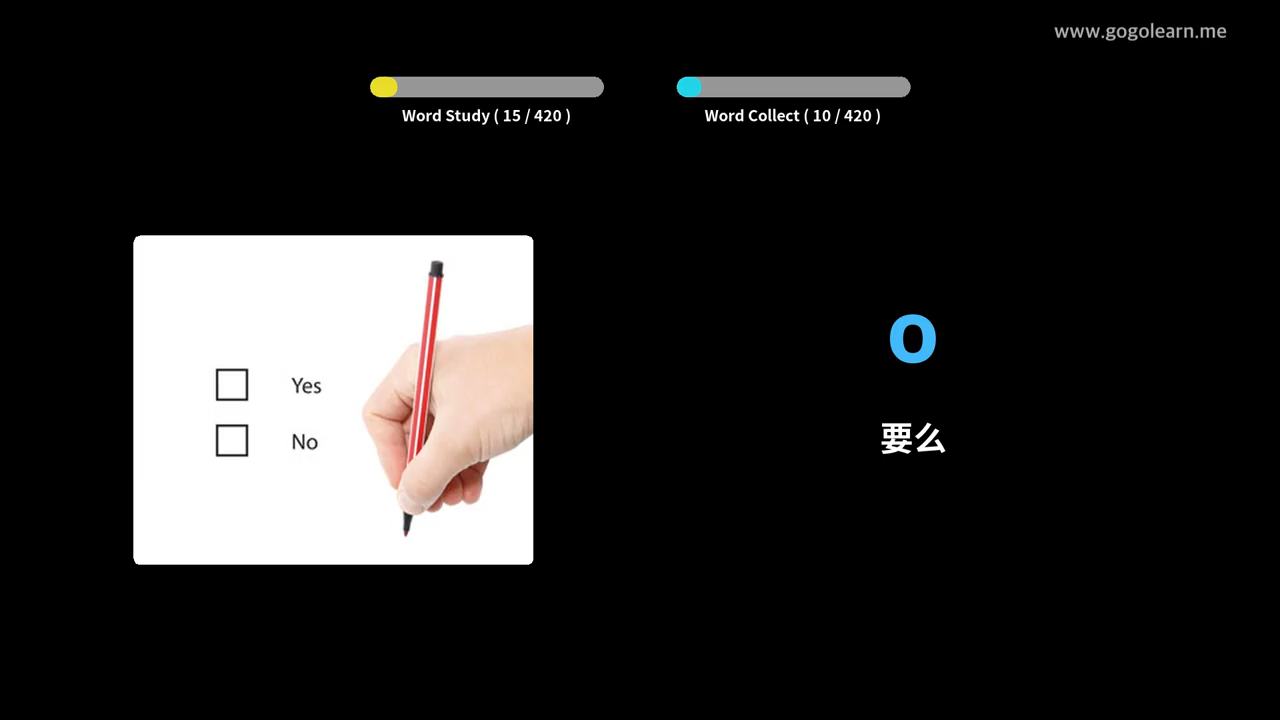 www.gogolearn.me
Word Study ( 15 / 420 )
Word Collect ( 10 / 420 )
Yes
No
o
要么